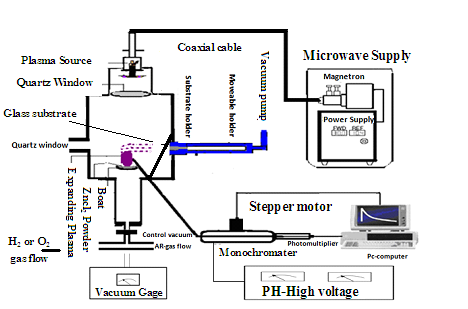 Coaxial cable
Plasma Source
Quartz Window
Glass substrate
Quartz window
Substrate holder
Moveable holder
Vacuum pump
Microwave Supply
Magnetron
Power Supply
FWD REF
Expanding Plasma
ZncI₂ Powder
Boat
Control vacuum
H₂ or O₂
gas flow
AR-gas flow
Vacuum Gage
Stepper motor
Monochromater
Photomultiplier
Pc-computer
PH-High voltage